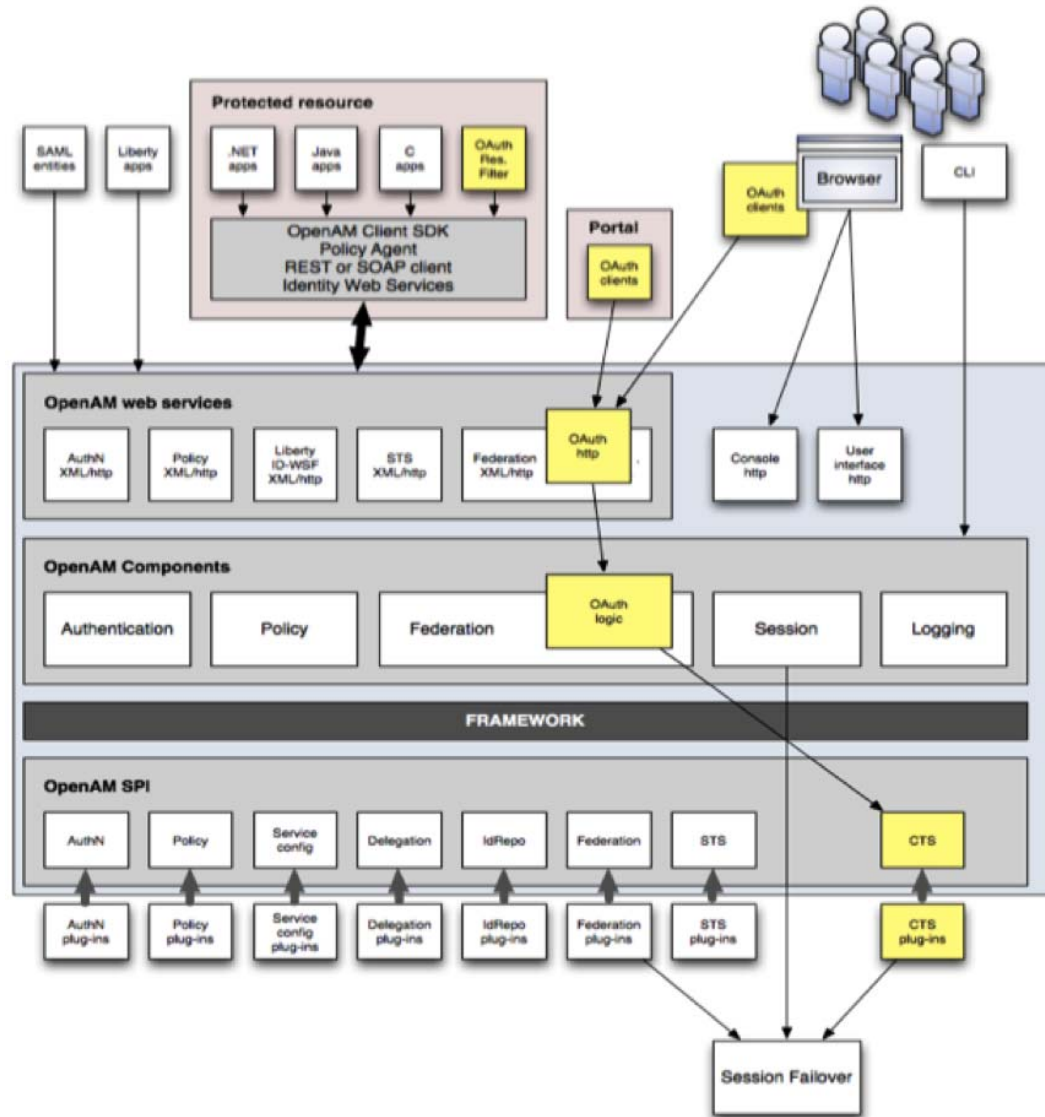 Protected resource
SAML
entities
Liberty
apps
.NET
apps
Java
apps
C
apps
OAuth
Res.
Filter
OpenAM Client SDK
Policy Agent
REST or SOAP client
Identity Web Services
Portal
OAuth
clients
OAuth
clients
Browser
CLI
OpenAM web services
AuthN
XML/http
Policy
XML/http
Liberty
ID-WSF
XML/http
STS
XML/http
Federation
XML/http
OAuth
http
.
Console
http
User
interface
http
OpenAM Components
Authentication
Policy
Federation
OAuth
logic
Session
Logging
FRAMEWORK
OpenAM SPI
AuthN
Policy
Service
config
Delegation
IdRepo
Federation
STS
CTS
AuthN
plug-ins
Policy
plug-ins
Service
config
plug-ins
Delegation
plug-ins
IdRepo
plug-ins
Federation
plug-ins
STS
plug-ins
CTS
plug-ins
Session Failover